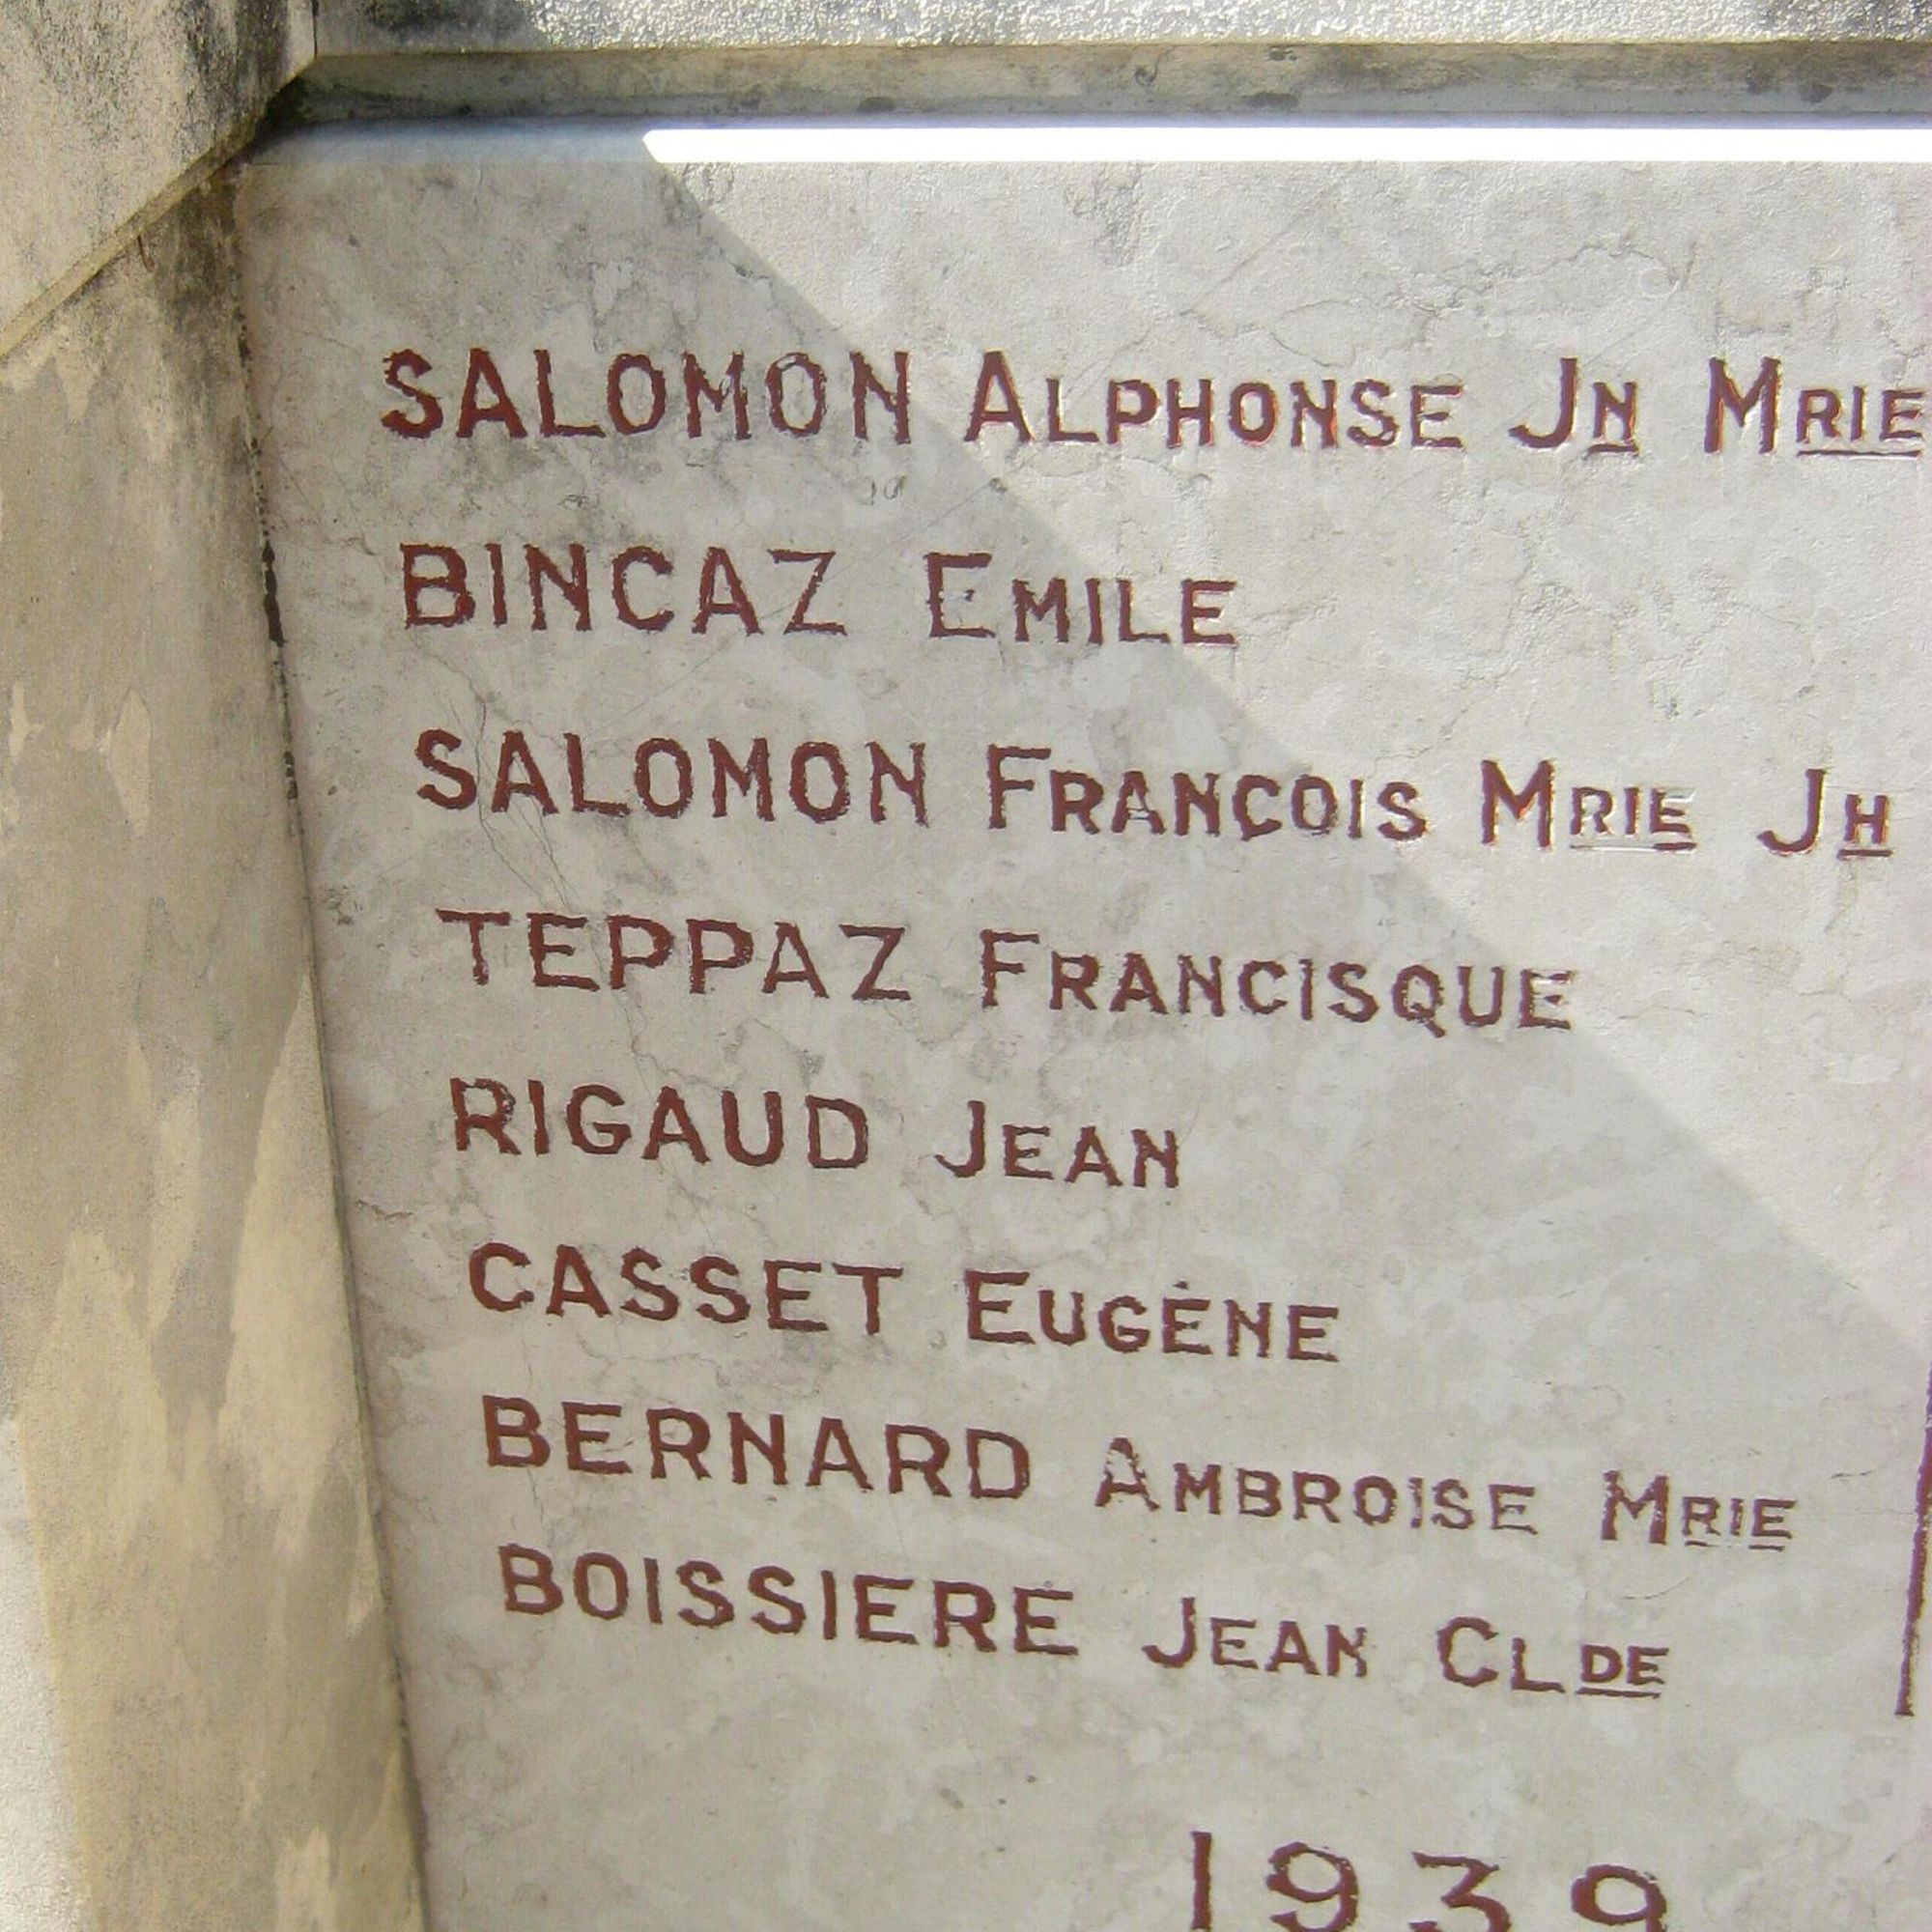 SALOMON ALPHONSE JN MRIE
BINCAZ EMILE
SALOMON FRANCOIS MRIE JH
TEPPAZ FRANCISQUE
RIGAUD JEAN
CASSET EUGÈNE
BERNARD AMBROISE MRIE
BOISSIERE JEAN CLDE
1939